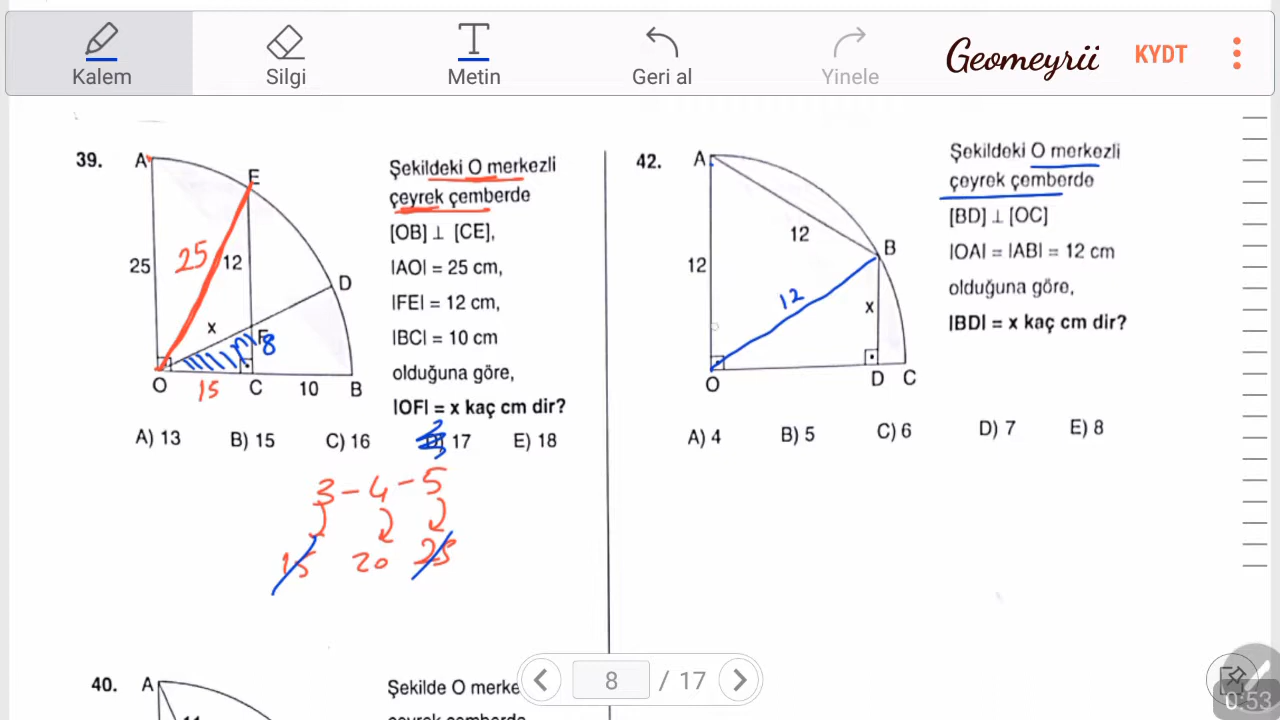 Kalem
Silgi
Metin
Geri al
Yinele
Geomeyrii
KYDT
39.
A
E
25
25
12
D
x
F
8
O
15
C
10
B
Şekildeki O merkezli
çeyrek çemberde
[OB] ⊥ [CE],
|AO| = 25 cm,
|FE| = 12 cm,
|BC| = 10 cm
olduğuna göre,
|OF| = x kaç cm dir?
A) 13 B) 15 C) 16 D) 17 E) 18
3 - 4 - 5
15 20 25
42.
A
12
12
12
B
x
O
D
C
Şekildeki O merkezli
çeyrek çemberde
[BD] ⊥ [OC]
|OA| = |AB| = 12 cm
olduğuna göre,
|BD| = x kaç cm dir?
A) 4 B) 5 C) 6 D) 7 E) 8
40.
A
Şekilde O merke
8 / 17
0:53